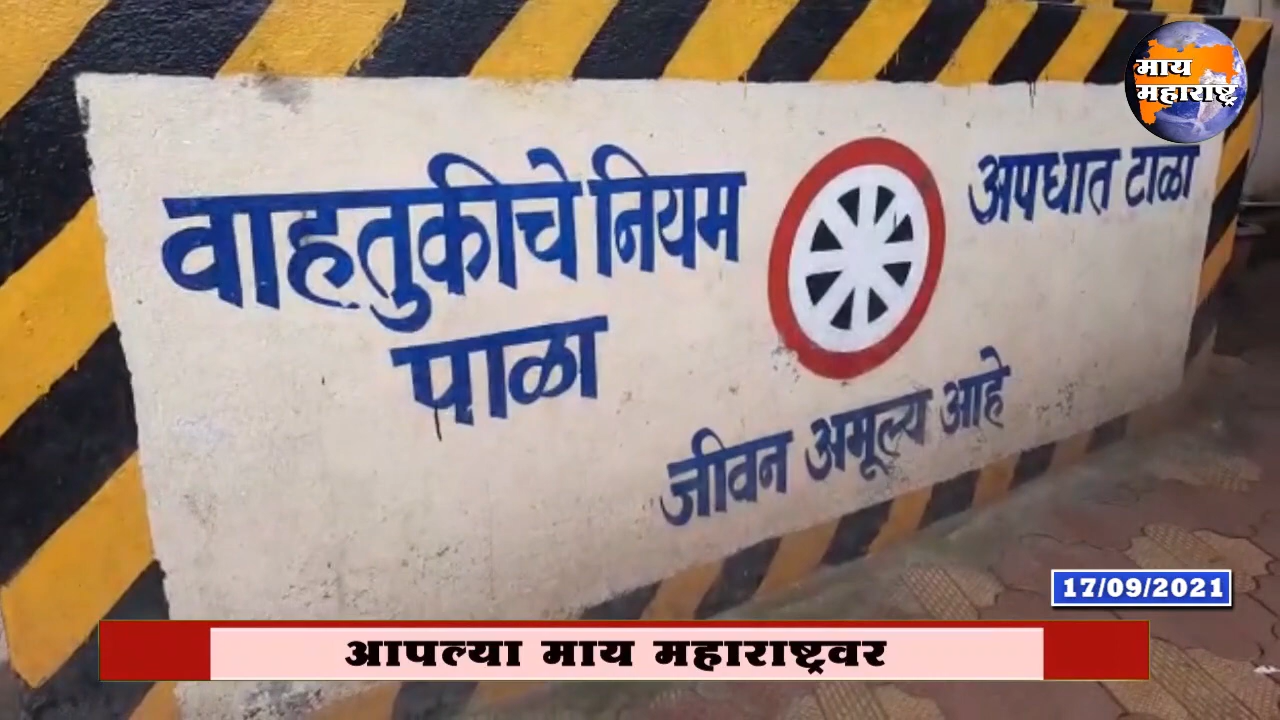 माय
महाराष्ट्र
वाहतुकीचे नियम
पाळा
अपघात टाळा
जीवन अमूल्य आहे
17/09/2021
आपल्या माय महाराष्ट्रवर